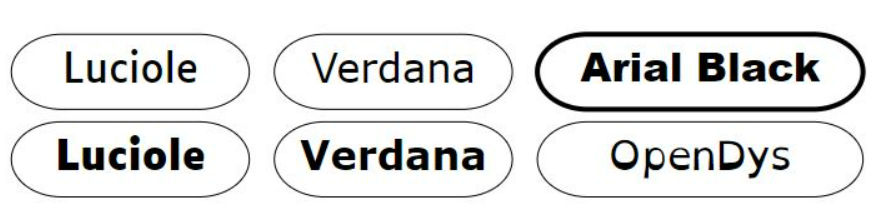 Luciole Verdana Arial Black
Luciole Verdana OpenDys